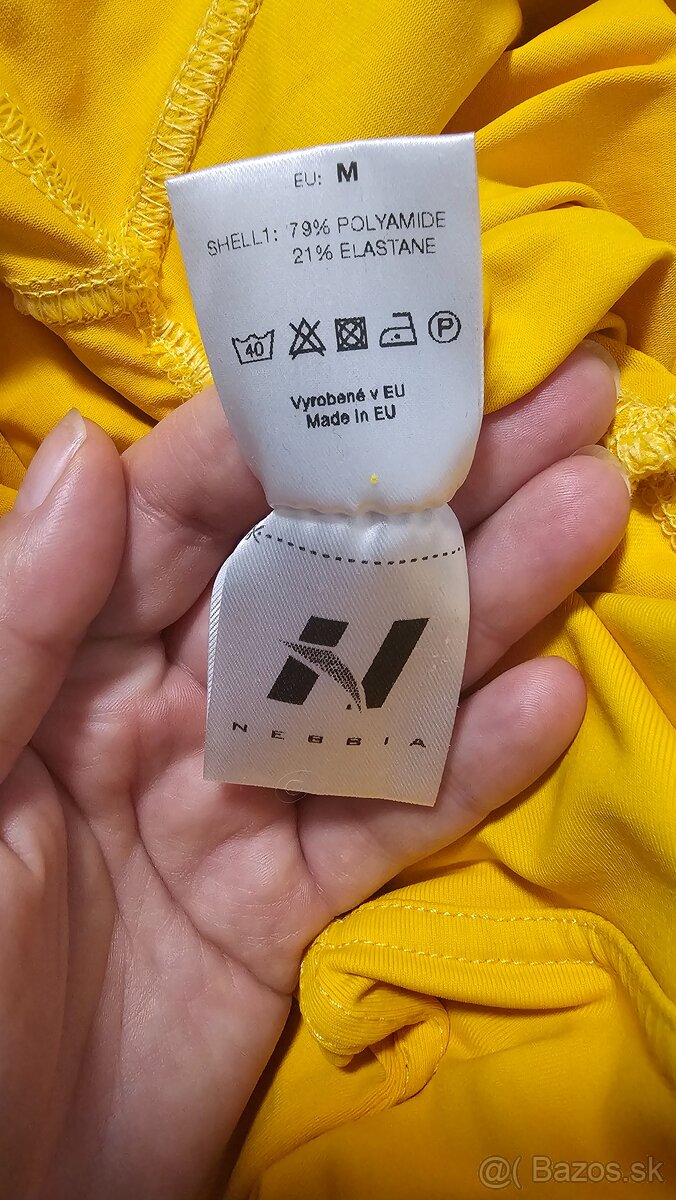 EU: M
SHELL1: 79% POLYAMIDE
21% ELASTANE
40
P
Vyrobené v EU
Made in EU
NEBBIA
@( Bazos.sk